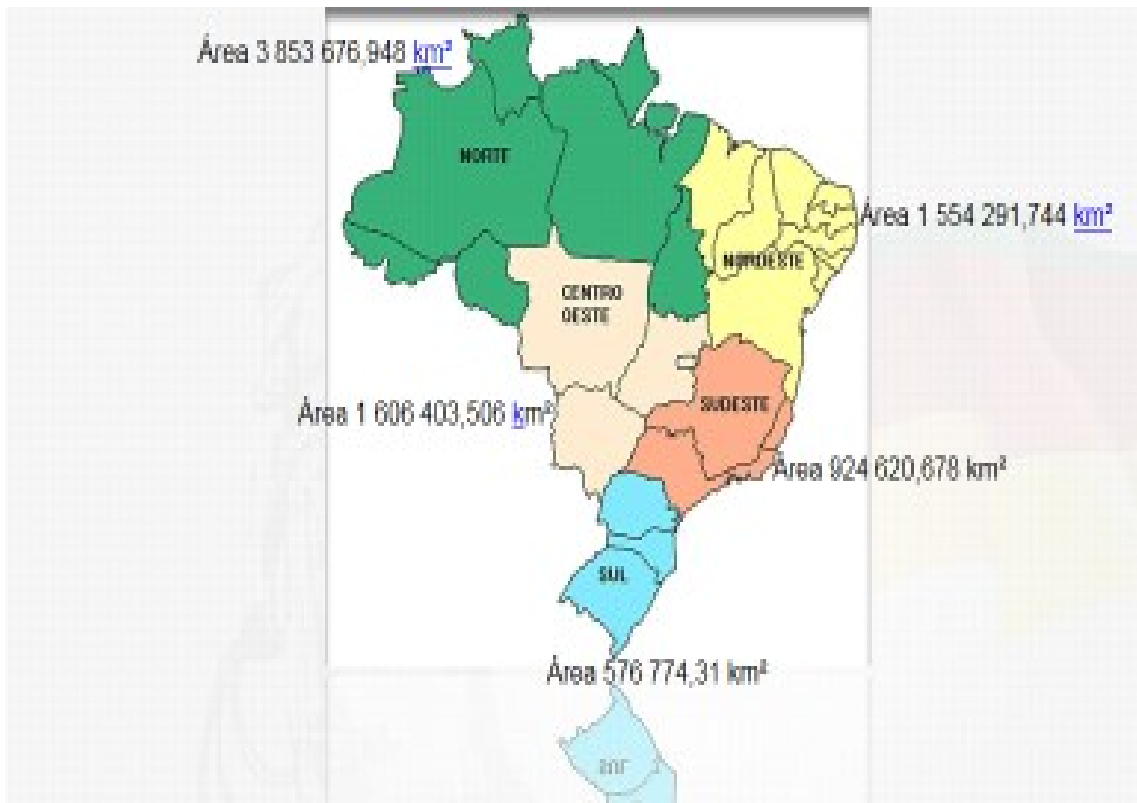 Área 3 853 676,948 km²
NORTE
Área 1 554 291,744 km²
NORDESTE
CENTRO
OESTE
SUDESTE
Área 1 606 403,506 km²
Área 924 620,678 km²
SUL
Área 576 774,31 km²
SUL